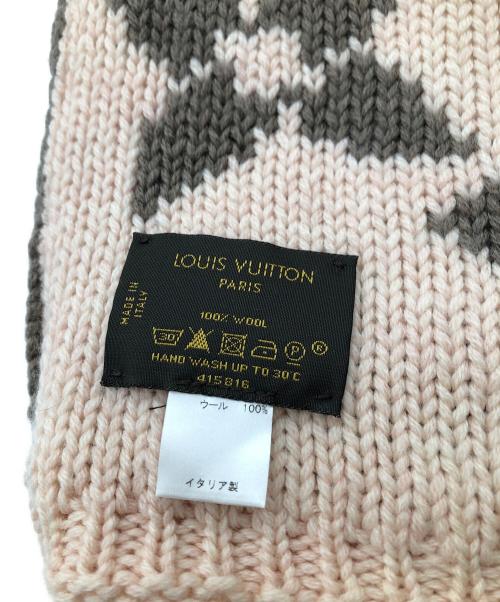 LOUIS VUITTON
PARIS
MADE IN
ITALY
100% WOOL
30 P R
HAND WASH UP TO 30°C
415816
ウール 100%
イタリア製